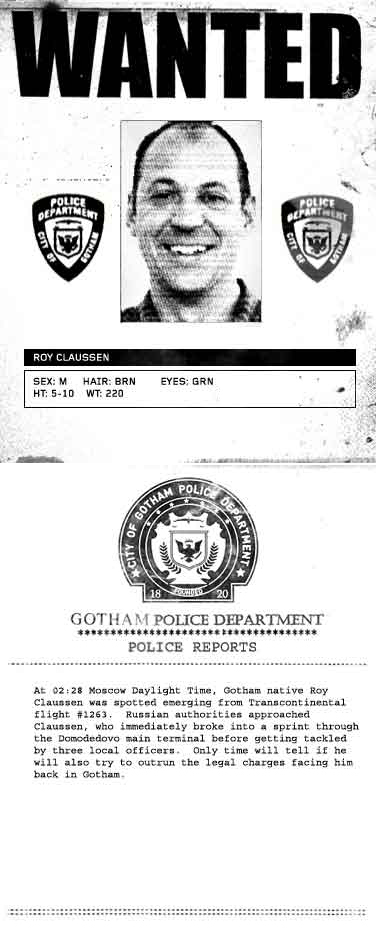 WANTED
POLICE DEPARTMENT
CITY OF GOTHAM
POLICE DEPARTMENT
CITY OF GOTHAM
ROY CLAUSSEN
SEX: M HAIR: BRN EYES: GRN
HT: 5-10 WT: 220
CITY OF GOTHAM POLICE DEPARTMENT
FOUNDED
18 20
GOTHAM POLICE DEPARTMENT
********************************
POLICE REPORTS
At 02:28 Moscow Daylight Time, Gotham native Roy
Claussen was spotted emerging from Transcontinental
flight #1263. Russian authorities approached
Claussen, who immediately broke into a sprint through
the Domodedovo main terminal before getting tackled
by three local officers. Only time will tell if he
will also try to outrun the legal charges facing him
back in Gotham.